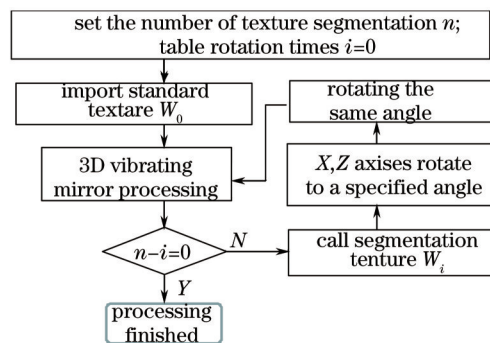 set the number of texture segmentation n;
table rotation times i=0
import standard
textare W₀
3D vibrating
mirror processing
n−i=0
N
Y
processing
finished
call segmentation
tenture Wᵢ
X,Z axises rotate
to a specified angle
rotating the
same angle